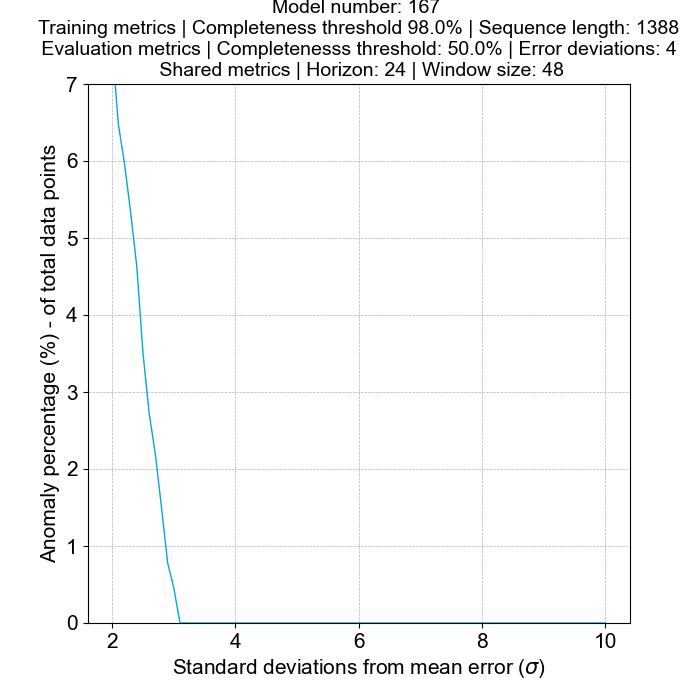 Model number: 167
Training metrics | Completeness threshold 98.0% | Sequence length: 1388
Evaluation metrics | Completenesss threshold: 50.0% | Error deviations: 4
Shared metrics | Horizon: 24 | Window size: 48
7
6
5
4
3
2
1
0
Anomaly percentage (%) - of total data points
2 4 6 8 10
Standard deviations from mean error (σ)